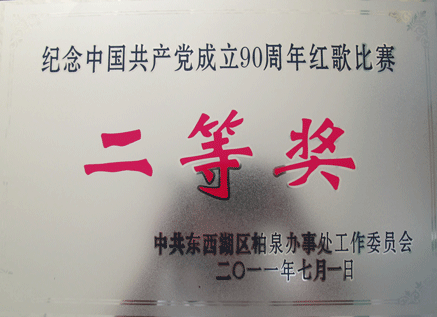 纪念中国共产党成立90周年红歌比赛
二等奖
中共东西湖区柏泉办事处工作委员会
二〇一一年七月一日